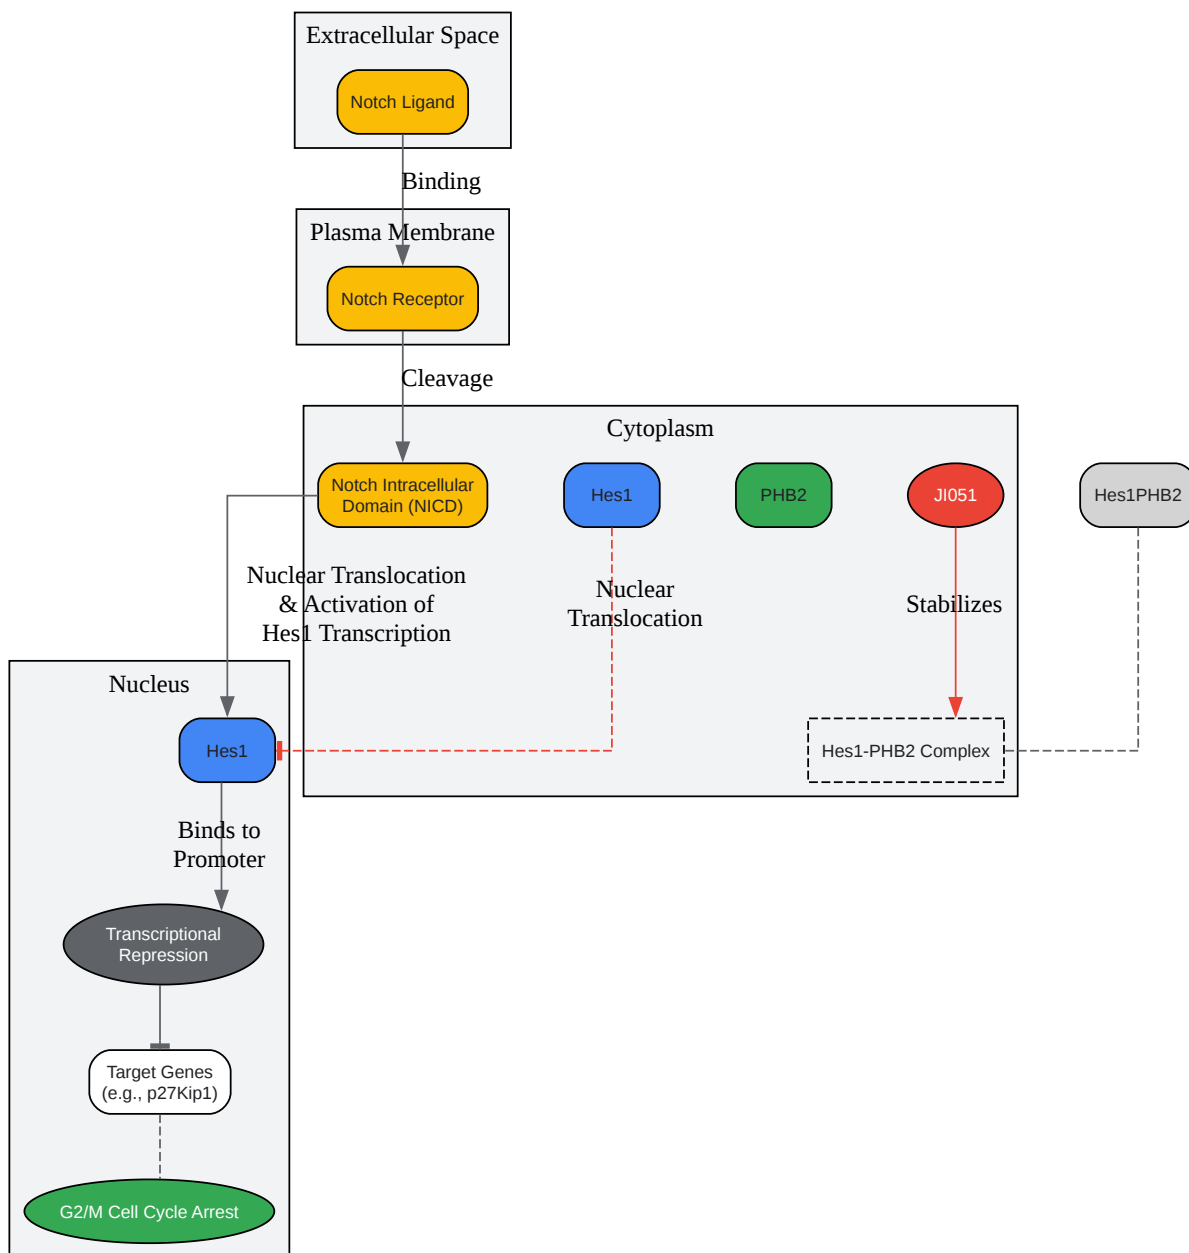 Extracellular Space
Notch Ligand
Binding
Plasma Membrane
Notch Receptor
Cleavage
Cytoplasm
Notch Intracellular
Domain (NICD)
Hes1
PHB2
JI051
Hes1PHB2
Nuclear Translocation
& Activation of
Hes1 Transcription
Nuclear
Translocation
Stabilizes
Nucleus
Hes1
Hes1-PHB2 Complex
Binds to
Promoter
Transcriptional
Repression
Target Genes
(e.g., p27Kip1)
G2/M Cell Cycle Arrest